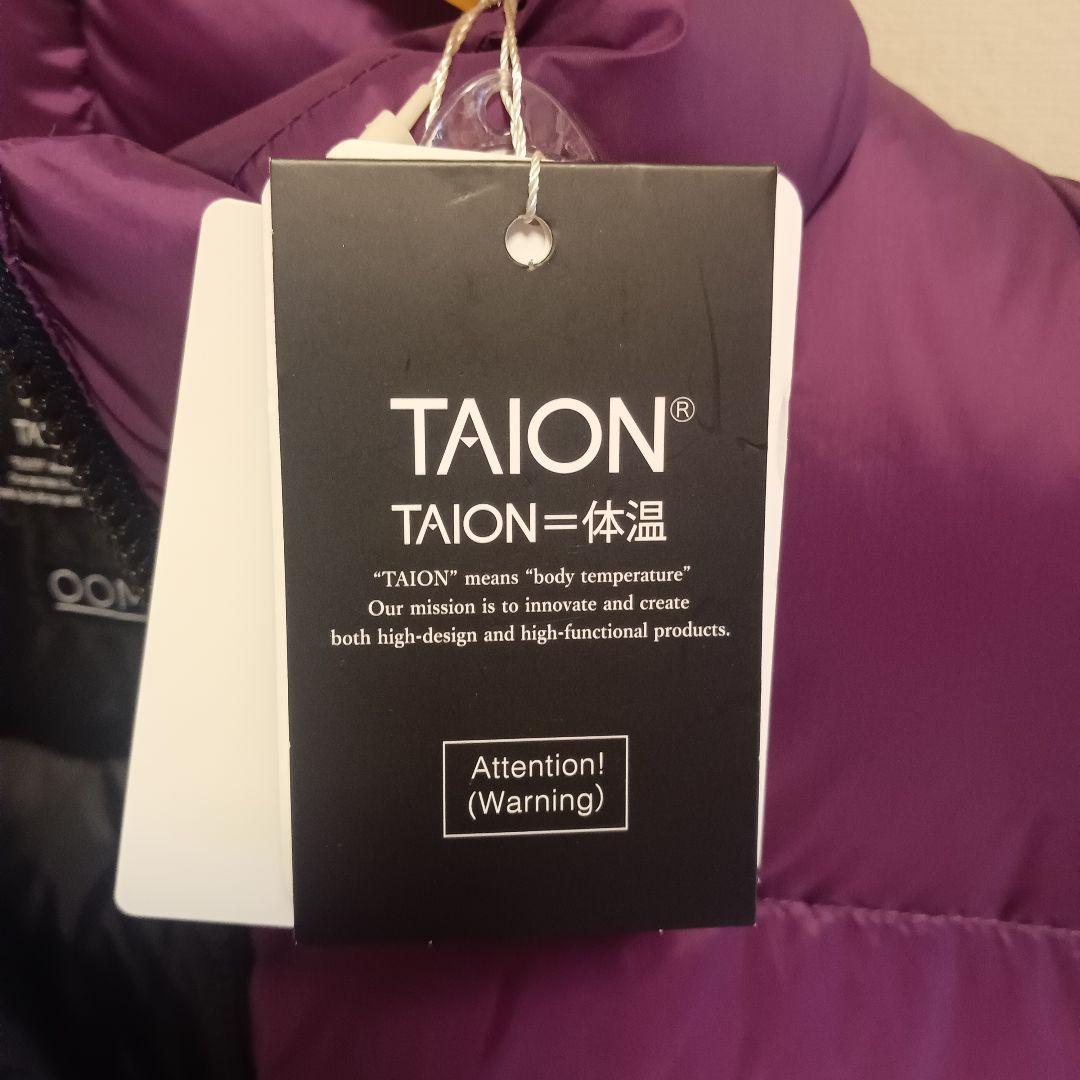 TAION®
TAION=体温
“TAION” means “body temperature”
Our mission is to innovate and create
both high-design and high-functional products.
Attention!
(Warning)